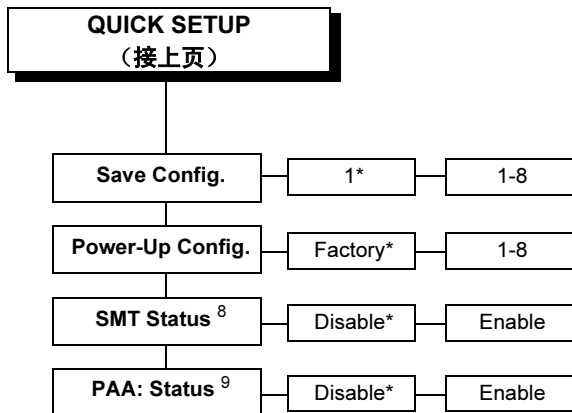 QUICK SETUP
（接上页）
Save Config. 1* 1-8
Power-Up Config. Factory* 1-8
SMT Status 8 Disable* Enable
PAA: Status 9 Disable* Enable